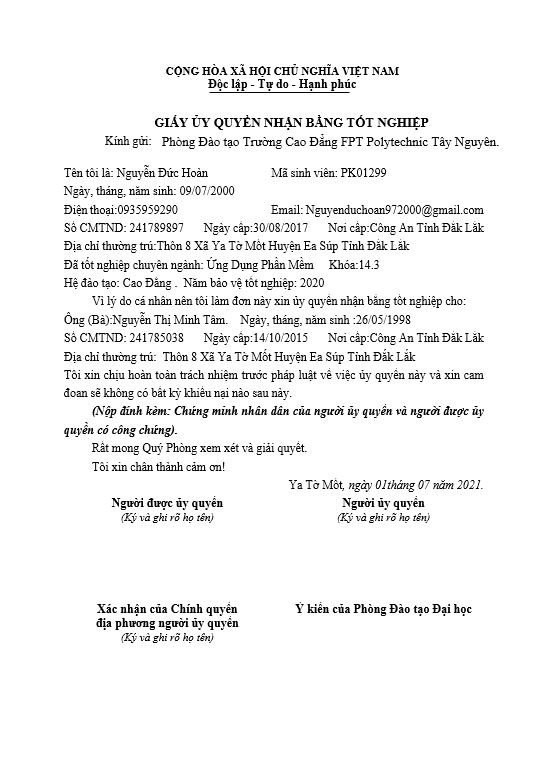 CỘNG HÒA XÃ HỘI CHỦ NGHĨA VIỆT NAM
Độc lập - Tự do - Hạnh phúc
GIẤY ỦY QUYỀN NHẬN BẰNG TỐT NGHIỆP
Kính gửi: Phòng Đào tạo Trường Cao Đẳng FPT Polytechnic Tây Nguyên.
Tên tôi là: Nguyễn Đức Hoàn Mã sinh viên: PK01299
Ngày, tháng, năm sinh: 09/07/2000
Điện thoại:0935959290 Email: Nguyenduchoan972000@gmail.com
Số CMTND: 241789897 Ngày cấp:30/08/2017 Nơi cấp:Công An Tỉnh Đăk Lăk
Địa chỉ thường trú:Thôn 8 Xã Ya Tờ Mốt Huyện Ea Súp Tỉnh Đăk Lăk
Đã tốt nghiệp chuyên ngành: Ứng Dụng Phần Mềm Khóa:14.3
Hệ đào tạo: Cao Đẳng . Năm bảo vệ tốt nghiệp: 2020
Vì lý do cá nhân nên tôi làm đơn này xin ủy quyền nhận bằng tốt nghiệp cho:
Ông (Bà):Nguyễn Thị Minh Tâm. Ngày, tháng, năm sinh :26/05/1998
Số CMTND: 241785038 Ngày cấp:14/10/2015 Nơi cấp:Công An Tỉnh Đăk Lăk
Địa chỉ thường trú: Thôn 8 Xã Ya Tờ Mốt Huyện Ea Súp Tỉnh Đắk Lắk
Tôi xin chịu hoàn toàn trách nhiệm trước pháp luật về việc ủy quyền này và xin cam
đoan sẽ không có bất kỳ khiếu nại nào sau này.
(Nộp đính kèm: Chứng minh nhân dân của người ủy quyền và người được ủy
quyền có công chứng).
Rất mong Quý Phòng xem xét và giải quyết.
Tôi xin chân thành cảm ơn!
Ya Tờ Mốt, ngày 01tháng 07 năm 2021.
Người được ủy quyền Người ủy quyền
(Ký và ghi rõ họ tên) (Ký và ghi rõ họ tên)
Xác nhận của Chính quyền Ý kiến của Phòng Đào tạo Đại học
địa phương người ủy quyền
(Ký và ghi rõ họ tên)